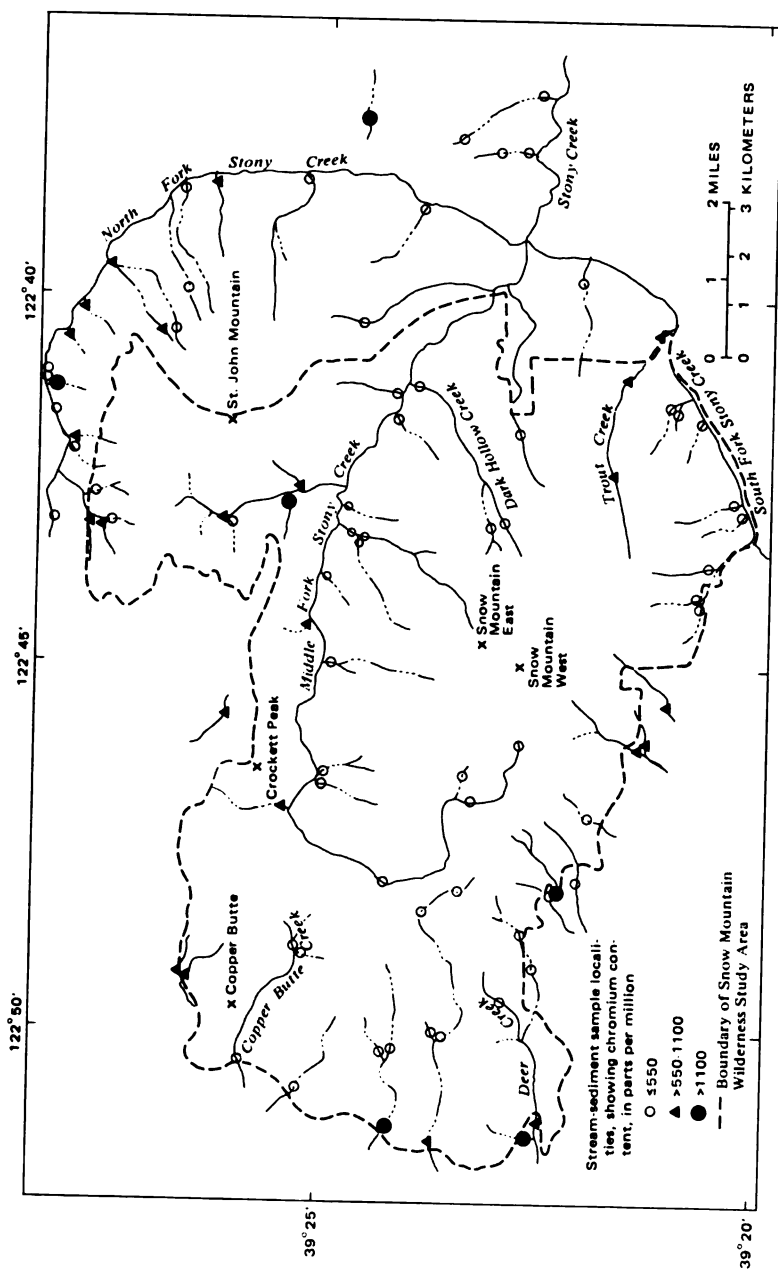 122° 50'
122° 45'
122° 40'
39° 25'
39° 20'
North Fork Stony Creek
St. John Mountain
Crockett Peak
Copper Butte
Copper Butte Creek
Middle Fork Stony Creek
Dark Hollow Creek
Stony Creek
Snow
Mountain
East
Snow
Mountain
West
Trout Creek
South Fork Stony Creek
Deer Creek
Stream-sediment sample locali-
ties, showing chromium con-
tent, in parts per million
≤550
>550-1100
>1100
Boundary of Snow Mountain
Wilderness Study Area
0 1 2 MILES
0 1 2 3 KILOMETERS